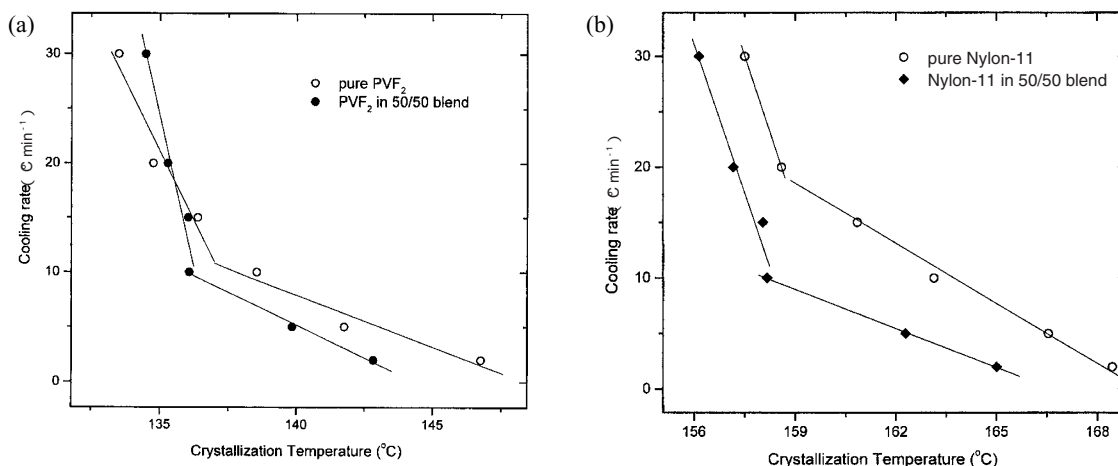 (a)
30
20
10
0
Cooling rate( ℃ min⁻¹ )
pure PVF₂
PVF₂ in 50/50 blend
135
140
145
Crystallization Temperature (°C)
(b)
30
20
10
0
Cooling rate( ℃ min⁻¹ )
pure Nylon-11
Nylon-11 in 50/50 blend
156
159
162
165
168
Crystallization Temperature (°C)